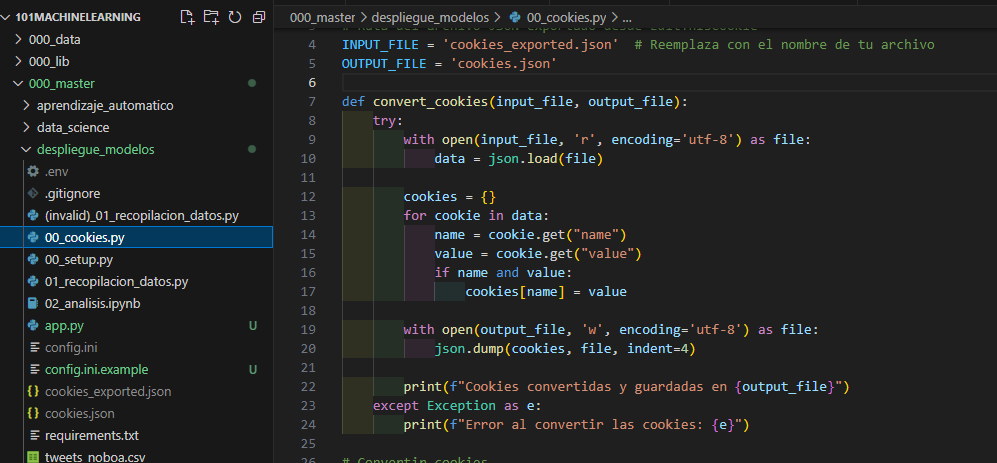 101MACHINELEARNING
000_data
000_lib
000_master
aprendizaje_automatico
data_science
despliegue_modelos
.env
.gitignore
(invalid)_01_recopilacion_datos.py
00_cookies.py
00_setup.py
01_recopilacion_datos.py
02_analisis.ipynb
app.py U
config.ini
config.ini.example U
cookies_exported.json
cookies.json
requirements.txt
tweets_noboa.csv
000_master > despliegue_modelos > 00_cookies.py > ...
4 INPUT_FILE = 'cookies_exported.json'  # Reemplaza con el nombre de tu archivo
5 OUTPUT_FILE = 'cookies.json'
6
7 def convert_cookies(input_file, output_file):
8     try:
9         with open(input_file, 'r', encoding='utf-8') as file:
10             data = json.load(file)
11
12         cookies = {}
13         for cookie in data:
14             name = cookie.get("name")
15             value = cookie.get("value")
16             if name and value:
17                 cookies[name] = value
18
19         with open(output_file, 'w', encoding='utf-8') as file:
20             json.dump(cookies, file, indent=4)
21
22         print(f"Cookies convertidas y guardadas en {output_file}")
23     except Exception as e:
24         print(f"Error al convertir las cookies: {e}")
25
26 # Convertir cookies